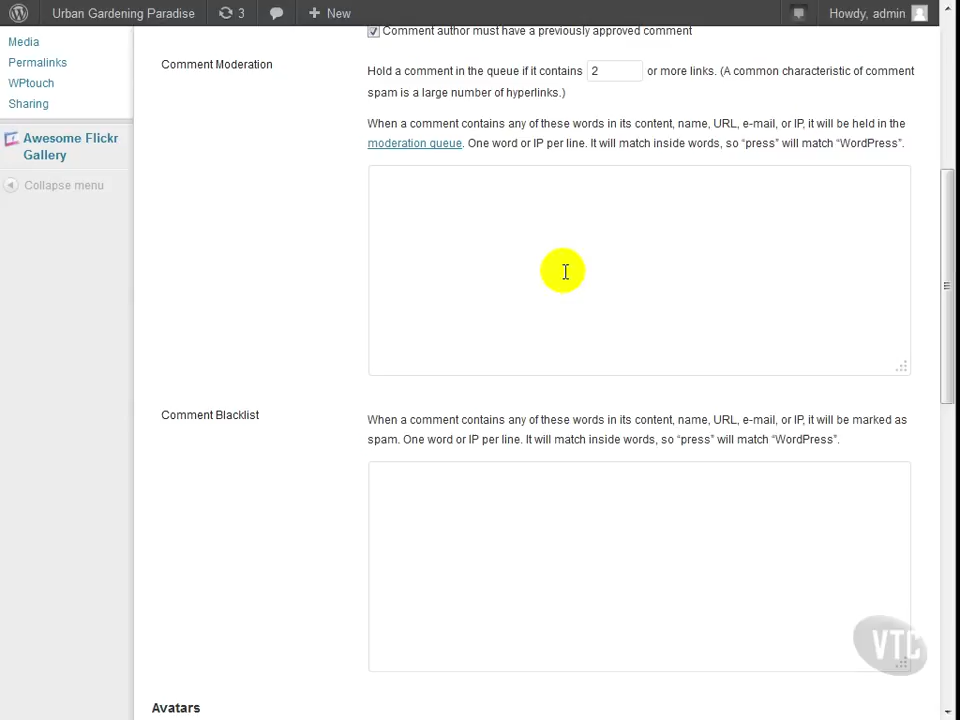 Urban Gardening Paradise 3 New Howdy, admin
Media
Permalinks
WPtouch
Sharing
Awesome Flickr
Gallery
Collapse menu
Comment author must have a previously approved comment
Comment Moderation
Hold a comment in the queue if it contains 2 or more links. (A common characteristic of comment
spam is a large number of hyperlinks.)
When a comment contains any of these words in its content, name, URL, e-mail, or IP, it will be held in the
moderation queue. One word or IP per line. It will match inside words, so “press” will match “WordPress”.
Comment Blacklist
When a comment contains any of these words in its content, name, URL, e-mail, or IP, it will be marked as
spam. One word or IP per line. It will match inside words, so “press” will match “WordPress”.
VTC
Avatars